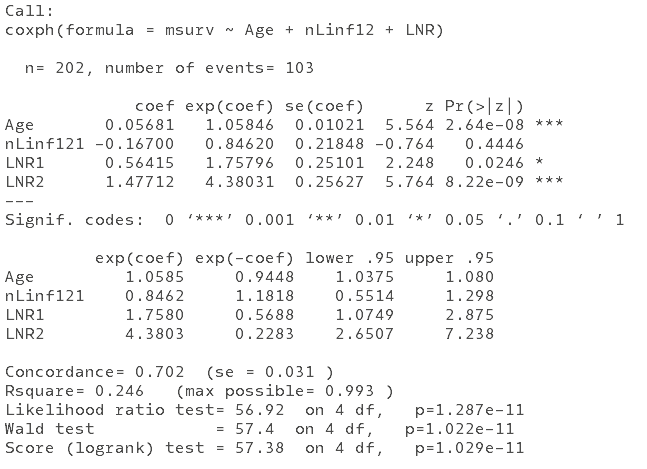 Call:
coxph(formula = msurv ~ Age + nLinf12 + LNR)
n= 202, number of events= 103
coef exp(coef) se(coef) z Pr(>|z|)
Age 0.05681 1.05846 0.01021 5.564 2.64e-08 ***
nLinf121 -0.16700 0.84620 0.21848 -0.764 0.4446
LNR1 0.56415 1.75796 0.25101 2.248 0.0246 *
LNR2 1.47712 4.38031 0.25627 5.764 8.22e-09 ***
---
Signif. codes: 0 ‘***’ 0.001 ‘**’ 0.01 ‘*’ 0.05 ‘.’ 0.1 ‘ ’ 1
exp(coef) exp(-coef) lower .95 upper .95
Age 1.0585 0.9448 1.0375 1.080
nLinf121 0.8462 1.1818 0.5514 1.298
LNR1 1.7580 0.5688 1.0749 2.875
LNR2 4.3803 0.2283 2.6507 7.238
Concordance= 0.702 (se = 0.031 )
Rsquare= 0.246 (max possible= 0.993 )
Likelihood ratio test= 56.92 on 4 df, p=1.287e-11
Wald test = 57.4 on 4 df, p=1.022e-11
Score (logrank) test = 57.38 on 4 df, p=1.029e-11